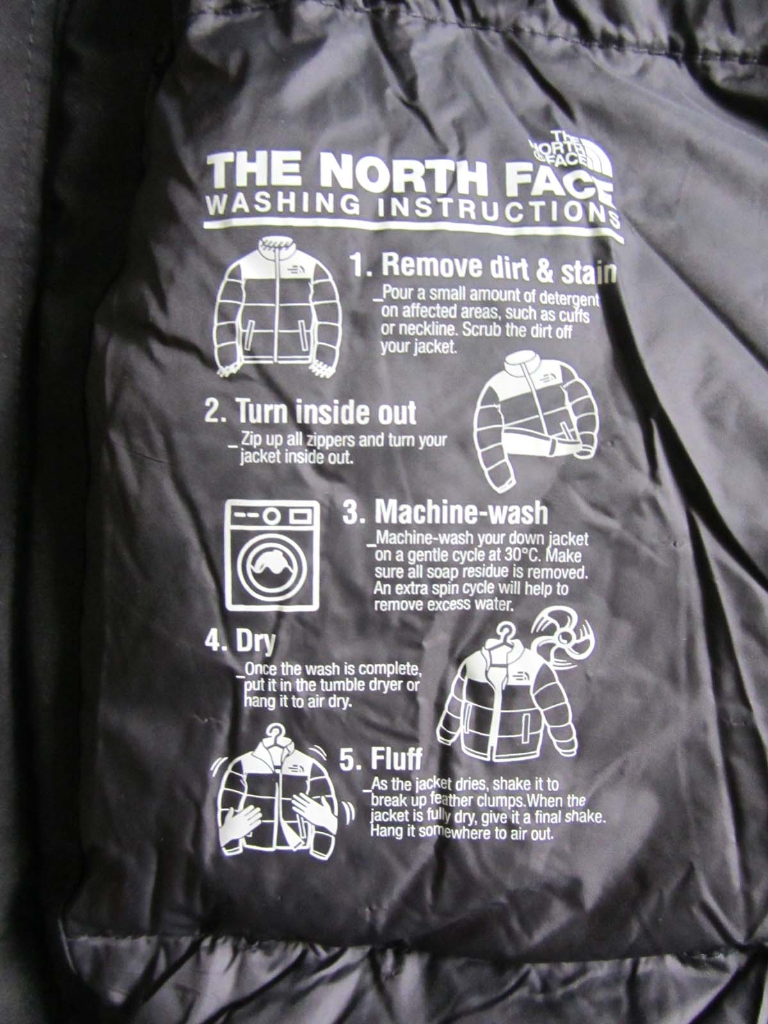 THE
NORTH
FACE
THE NORTH FACE
WASHING INSTRUCTIONS
1. Remove dirt & stain
_Pour a small amount of detergent
on affected areas, such as cuffs
or neckline. Scrub the dirt off
your jacket.
2. Turn inside out
_Zip up all zippers and turn your
jacket inside out.
3. Machine-wash
_Machine-wash your down jacket
on a gentle cycle at 30°C. Make
sure all soap residue is removed.
An extra spin cycle will help to
remove excess water.
4. Dry
_Once the wash is complete,
put it in the tumble dryer or
hang it to air dry.
5. Fluff
_As the jacket dries, shake it to
break up feather clumps.When the
jacket is fully dry, give it a final shake.
Hang it somewhere to air out.